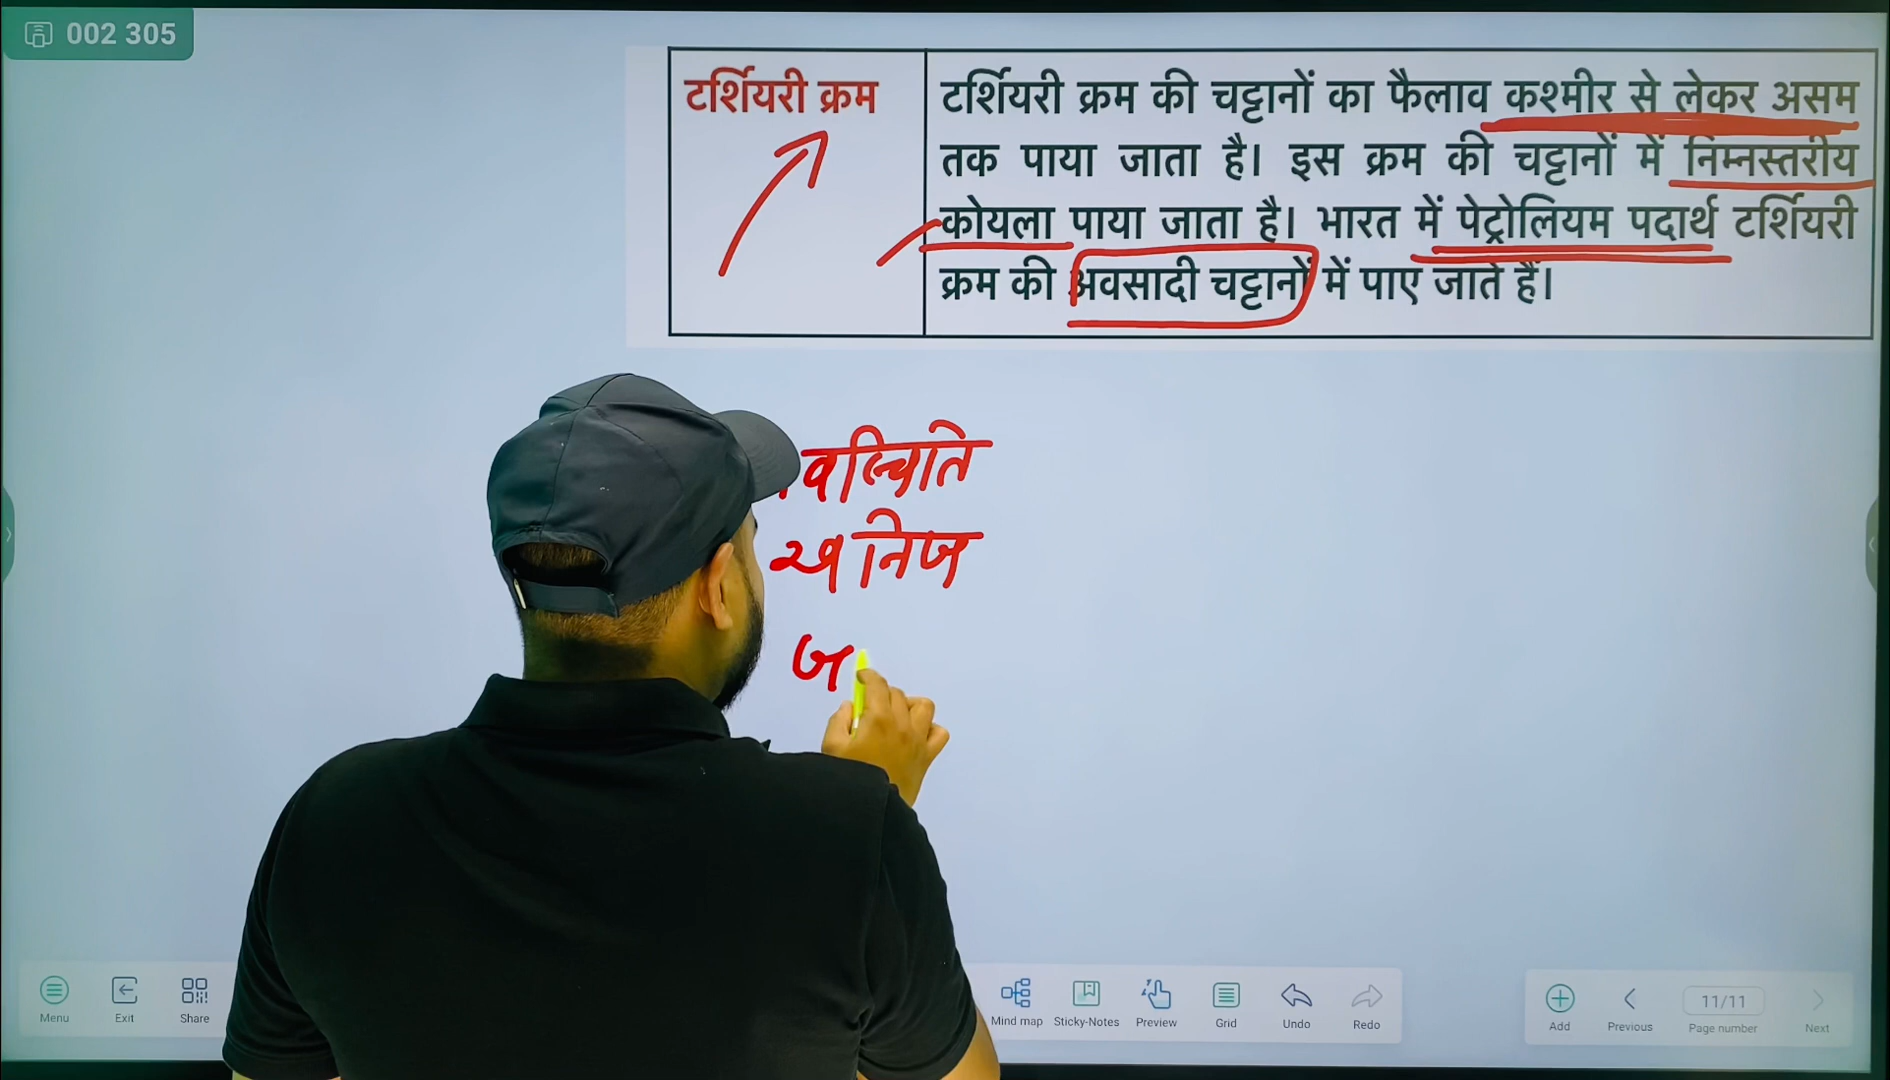 002 305
टर्शियरी क्रम
टर्शियरी क्रम की चट्टानों का फैलाव कश्मीर से लेकर असम
तक पाया जाता है। इस क्रम की चट्टानों में निम्नस्तरीय
कोयला पाया जाता है। भारत में पेट्रोलियम पदार्थ टर्शियरी
क्रम की अवसादी चट्टानों में पाए जाते हैं।
खनिज
ज
Menu Exit Share Mind map Sticky-Notes Preview Grid Undo Redo Add Previous 11/11 Page number Next